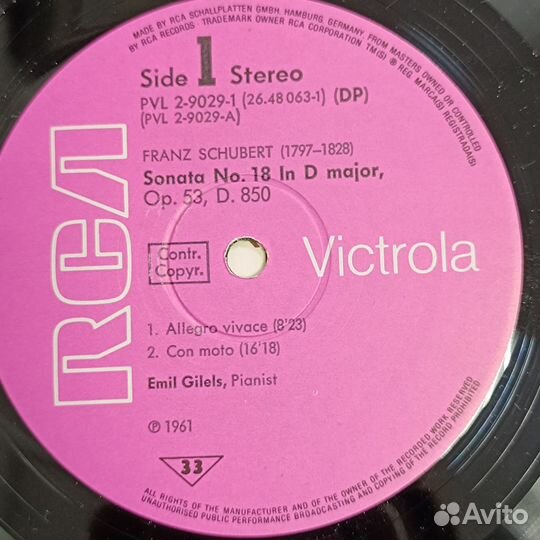 MADE BY RCA SCHALLPLATTEN GMBH, HAMBURG, GERMANY, FROM MASTERS OWNED OR CONTROLLED
BY RCA RECORDS · TRADEMARK OWNER RCA CORPORATION TM(S) ® REG. MARCA(S) REGISTRADA(S)
Side 1 Stereo
PVL 2-9029-1 (26.48 063-1) (DP)
(PVL 2-9029-A)
FRANZ SCHUBERT (1797–1828)
Sonata No. 18 In D major,
Op. 53, D. 850
RCA
Contr.
Copyr.
Victrola
1. Allegro vivace (8'23)
2. Con moto (16'18)
Emil Gilels, Pianist
℗ 1961
33
ALL RIGHTS OF THE MANUFACTURER AND OF THE OWNER OF THE RECORDED WORK RESERVED
UNAUTHORISED PUBLIC PERFORMANCE BROADCASTING AND COPYING OF THE RECORD PROHIBITED
Avito